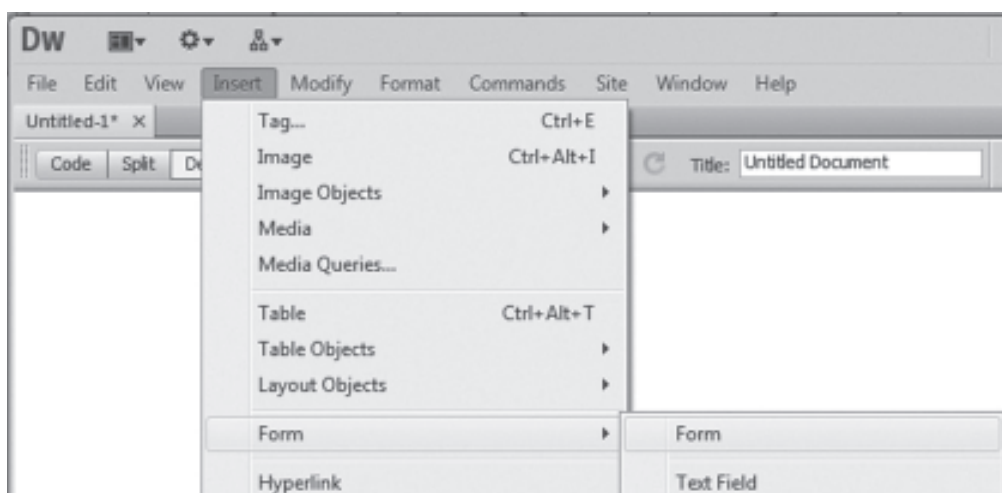 Dw
File Edit View Insert Modify Format Commands Site Window Help
Untitled-1* ×
Code Split De Title: Untitled Document
Tag... Ctrl+E
Image Ctrl+Alt+I
Image Objects
Media
Media Queries...
Table Ctrl+Alt+T
Table Objects
Layout Objects
Form Form
Hyperlink Text Field